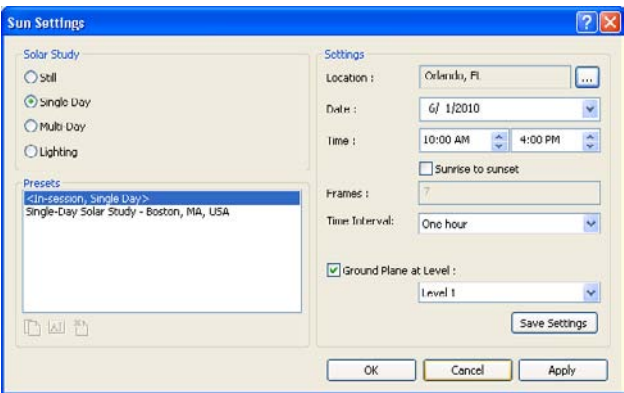 Sun Settings
Solar Study
Still
Single Day
Multi-Day
Lighting
Presets
<In-session, Single Day>
Single-Day Solar Study - Boston, MA, USA
Settings
Location :
Orlando, FL
...
Date :
6/ 1/2010
Time :
10:00 AM
4:00 PM
Sunrise to sunset
Frames :
7
Time Interval:
One hour
Ground Plane at Level :
Level 1
Save Settings
OK
Cancel
Apply